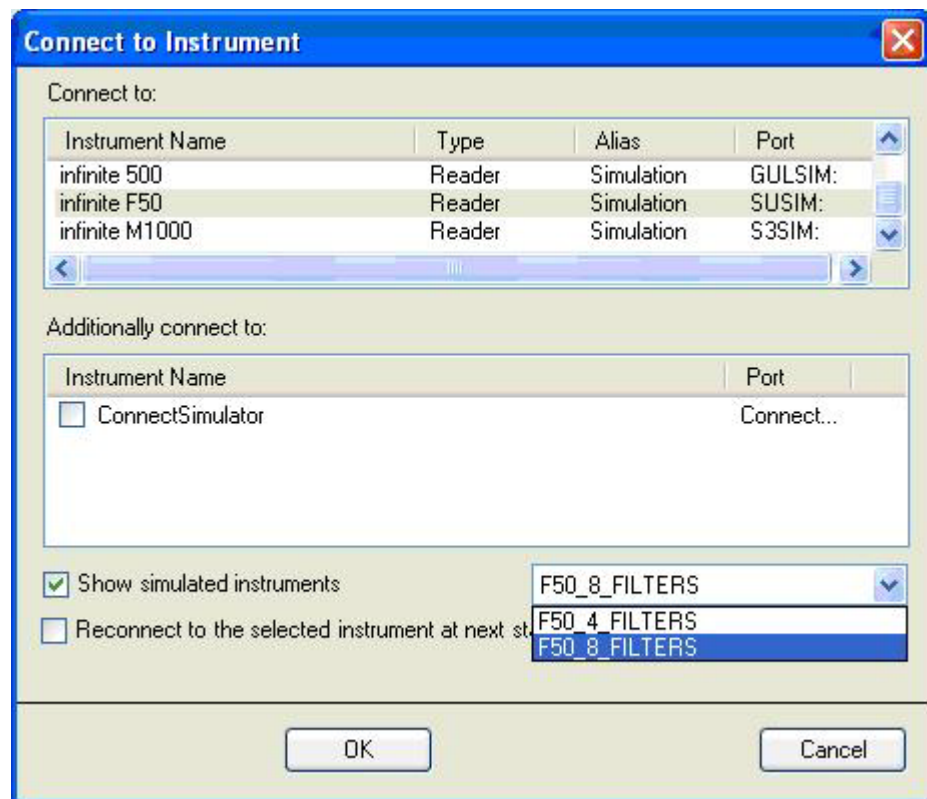 Connect to Instrument
Connect to:
Instrument Name Type Alias Port
infinite 500 Reader Simulation GULSIM:
infinite F50 Reader Simulation SUSIM:
infinite M1000 Reader Simulation S3SIM:
Additionally connect to:
Instrument Name Port
ConnectSimulator Connect...
Show simulated instruments F50_8_FILTERS
F50_4_FILTERS
Reconnect to the selected instrument at next st
F50_8_FILTERS
OK Cancel